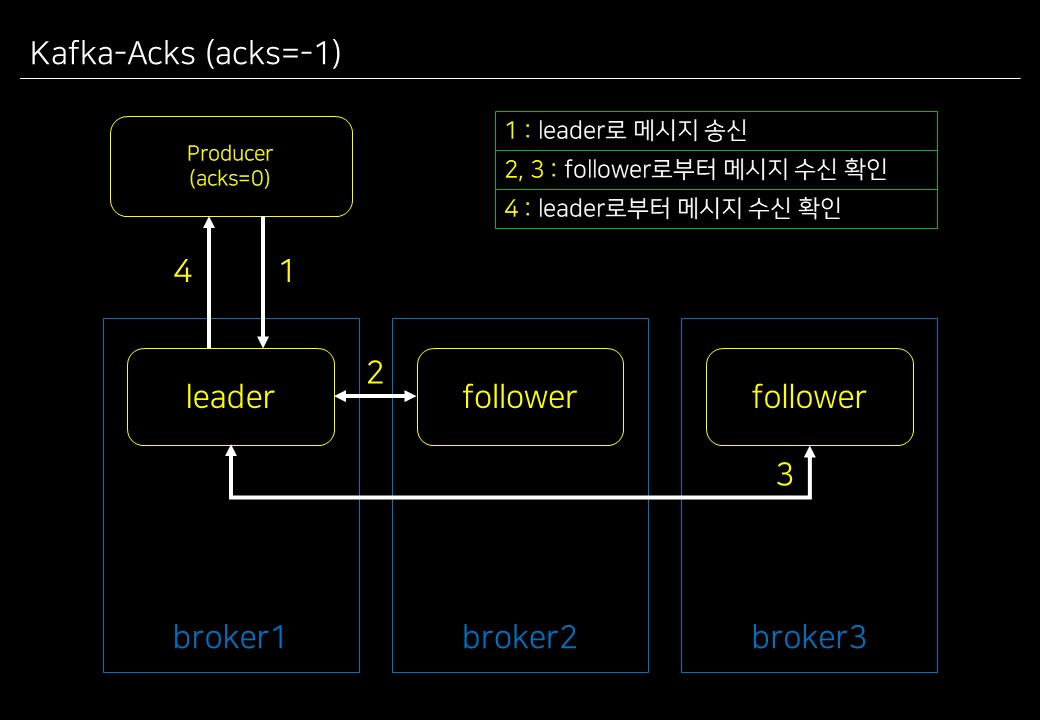 Kafka-Acks (acks=-1)
Producer
(acks=0)
1 : leader로 메시지 송신
2, 3 : follower로부터 메시지 수신 확인
4 : leader로부터 메시지 수신 확인
4
1
leader
2
follower
follower
3
broker1
broker2
broker3